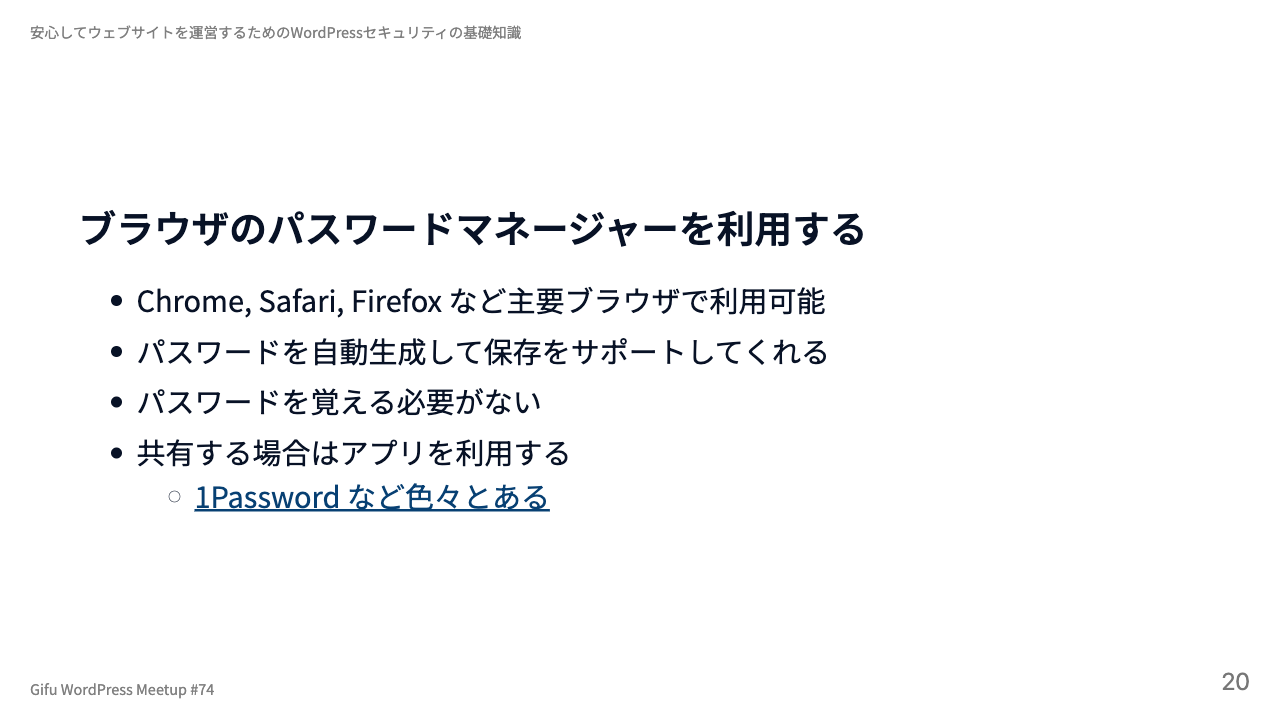 安心してウェブサイトを運営するためのWordPressセキュリティの基礎知識
ブラウザのパスワードマネージャーを利用する
Chrome, Safari, Firefox など主要ブラウザで利用可能
パスワードを自動生成して保存をサポートしてくれる
パスワードを覚える必要がない
共有する場合はアプリを利用する
1Password など色々とある
Gifu WordPress Meetup #74
20